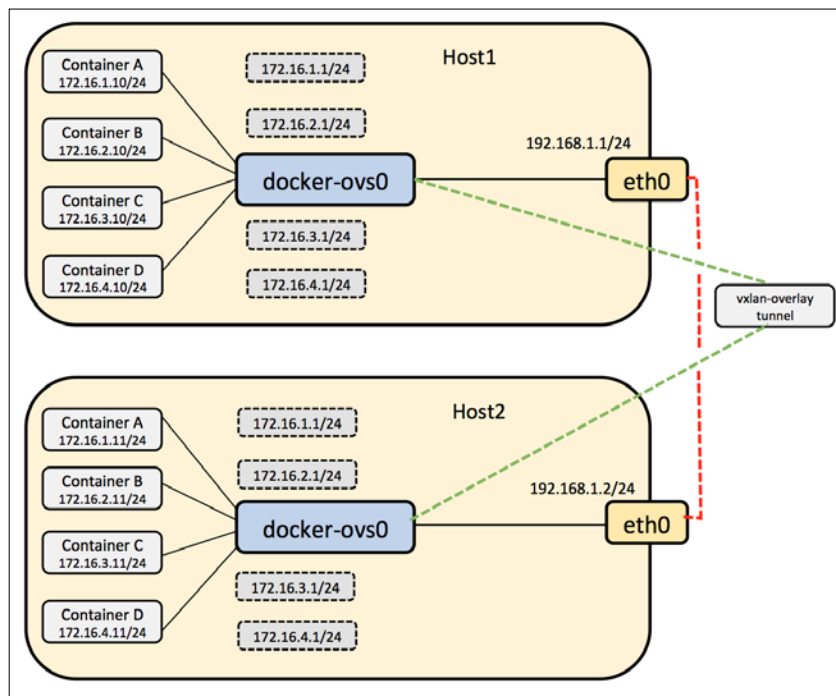 Host1
Container A
172.16.1.10/24
Container B
172.16.2.10/24
Container C
172.16.3.10/24
Container D
172.16.4.10/24
172.16.1.1/24
172.16.2.1/24
docker-ovs0
172.16.3.1/24
172.16.4.1/24
192.168.1.1/24
eth0
vxlan-overlay
tunnel
Host2
Container A
172.16.1.11/24
Container B
172.16.2.11/24
Container C
172.16.3.11/24
Container D
172.16.4.11/24
172.16.1.1/24
172.16.2.1/24
docker-ovs0
172.16.3.1/24
172.16.4.1/24
192.168.1.2/24
eth0